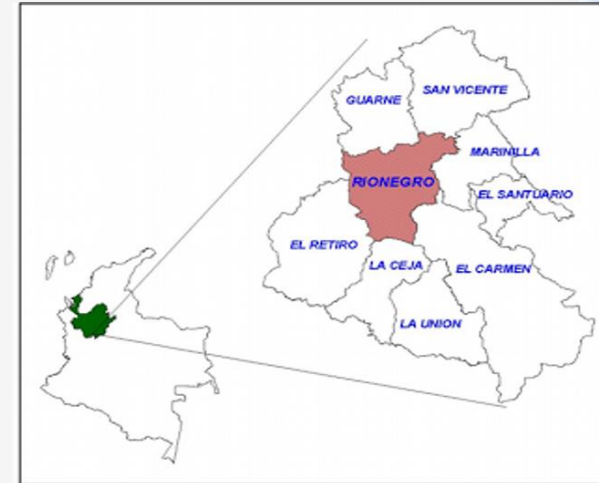 SAN VICENTE
GUARNE
MARINILLA
RIONEGRO
EL SANTUARIO
EL RETIRO
LA CEJA
EL CARMEN
LA UNION